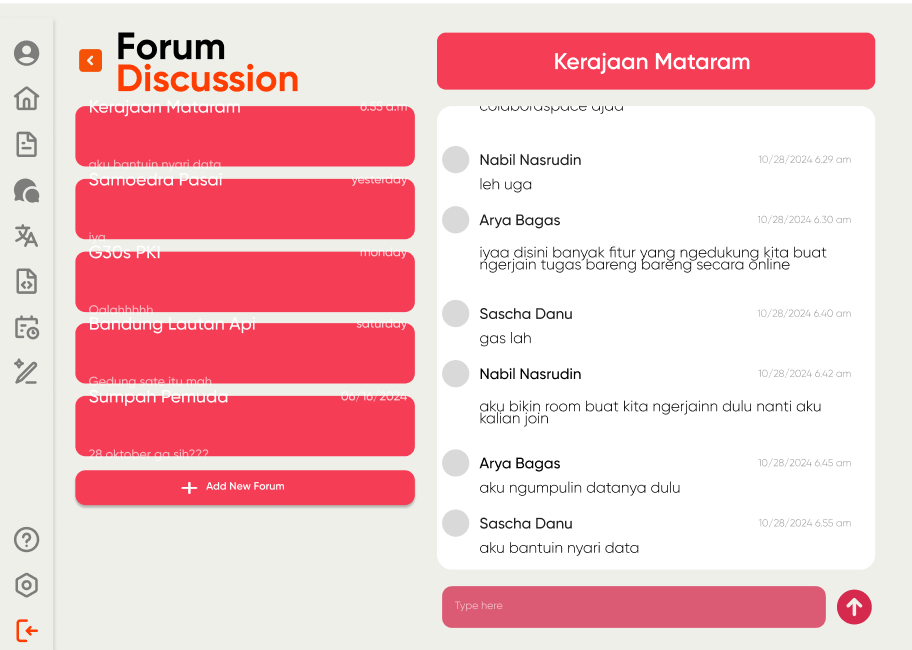 Forum
Discussion
Kerajaan Mataram
6.55 a.m
aku bantuin nyari data
Samoedra Pasai
yesterday
iya
G30s PKI
monday
Oalahhhhh
Bandung Lautan Api
saturday
Gedung sate itu mah
Sumpah Pemuda
06/16/2024
28 oktober ga sih???
Add New Forum
Kerajaan Mataram
colaboraspace ajaa
Nabil Nasrudin
10/28/2024 6.29 am
leh uga
Arya Bagas
10/28/2024 6.30 am
iyaa disini banyak fitur yang ngedukung kita buat
ngerjain tugas bareng bareng secara online
Sascha Danu
10/28/2024 6.40 am
gas lah
Nabil Nasrudin
10/28/2024 6.42 am
aku bikin room buat kita ngerjainn dulu nanti aku
kalian join
Arya Bagas
10/28/2024 6.45 am
aku ngumpulin datanya dulu
Sascha Danu
10/28/2024 6.55 am
aku bantuin nyari data
Type here